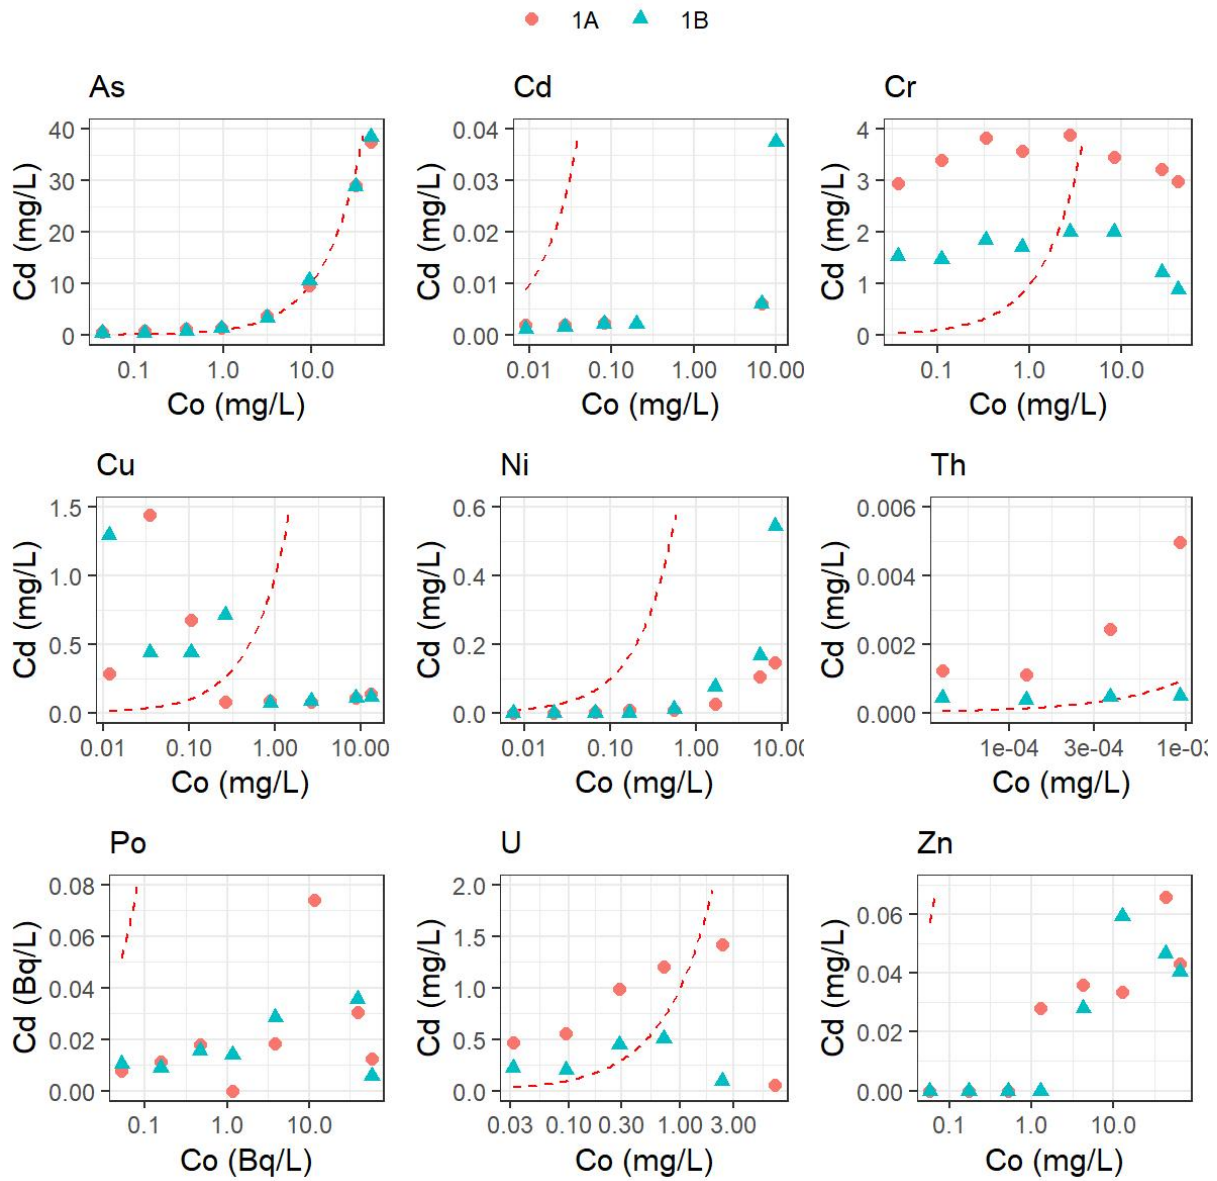 1A 1B
As Cd Cr
Cd (mg/L) 40 30 20 10 0
0.1 1.0 10.0
Co (mg/L)
Cd (mg/L) 0.04 0.03 0.02 0.01 0.00
0.01 0.10 1.00 10.00
Co (mg/L)
Cd (mg/L) 4 3 2 1 0
0.1 1.0 10.0
Co (mg/L)
Cu Ni Th
Cd (mg/L) 1.5 1.0 0.5 0.0
0.01 0.10 1.00 10.00
Co (mg/L)
Cd (mg/L) 0.6 0.4 0.2 0.0
0.01 0.10 1.00 10.00
Co (mg/L)
Cd (mg/L) 0.006 0.004 0.002 0.000
1e-04 3e-04 1e-03
Co (mg/L)
Po U Zn
Cd (Bq/L) 0.08 0.06 0.04 0.02 0.00
0.1 1.0 10.0
Co (Bq/L)
Cd (mg/L) 2.0 1.5 1.0 0.5 0.0
0.03 0.10 0.30 1.00 3.00
Co (mg/L)
Cd (mg/L) 0.06 0.04 0.02 0.00
0.1 1.0 10.0
Co (mg/L)